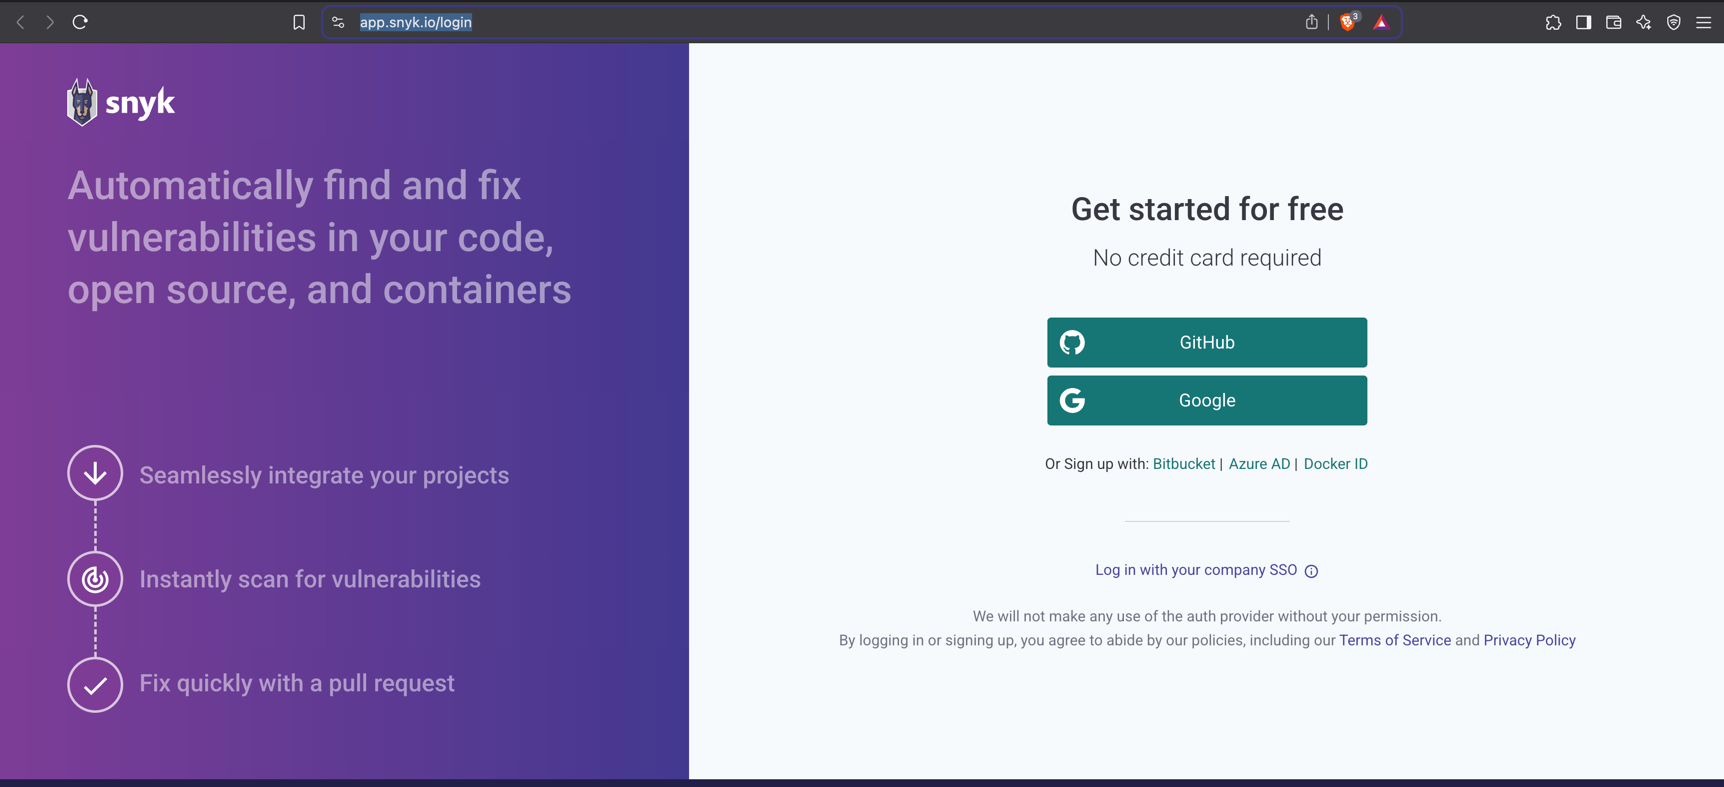 app.snyk.io/login
3
snyk
Automatically find and fix
vulnerabilities in your code,
open source, and containers
Seamlessly integrate your projects
Instantly scan for vulnerabilities
Fix quickly with a pull request
Get started for free
No credit card required
GitHub
Google
Or Sign up with: Bitbucket | Azure AD | Docker ID
Log in with your company SSO
We will not make any use of the auth provider without your permission.
By logging in or signing up, you agree to abide by our policies, including our Terms of Service and Privacy Policy